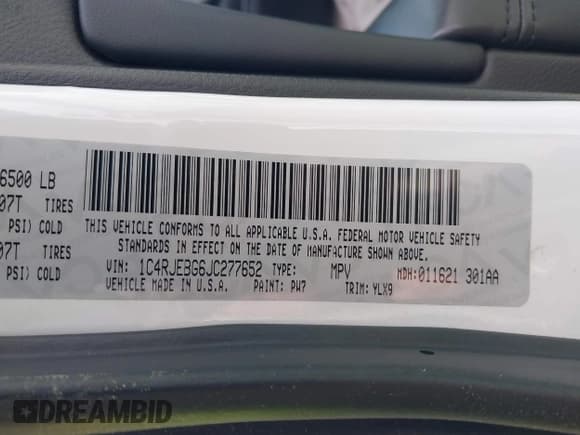 6500 LB
07T TIRES
PSI) COLD
07T TIRES
PSI) COLD
THIS VEHICLE CONFORMS TO ALL APPLICABLE U.S.A. FEDERAL MOTOR VEHICLE SAFETY
STANDARDS IN EFFECT ON THE DATE OF MANUFACTURE SHOWN ABOVE.
VIN: 1C4RJEBG6JC277652 TYPE: MPV MDH:011621 301AA
VEHICLE MADE IN U.S.A. PAINT: PW7 TRIM: YLX9
DREAMBID